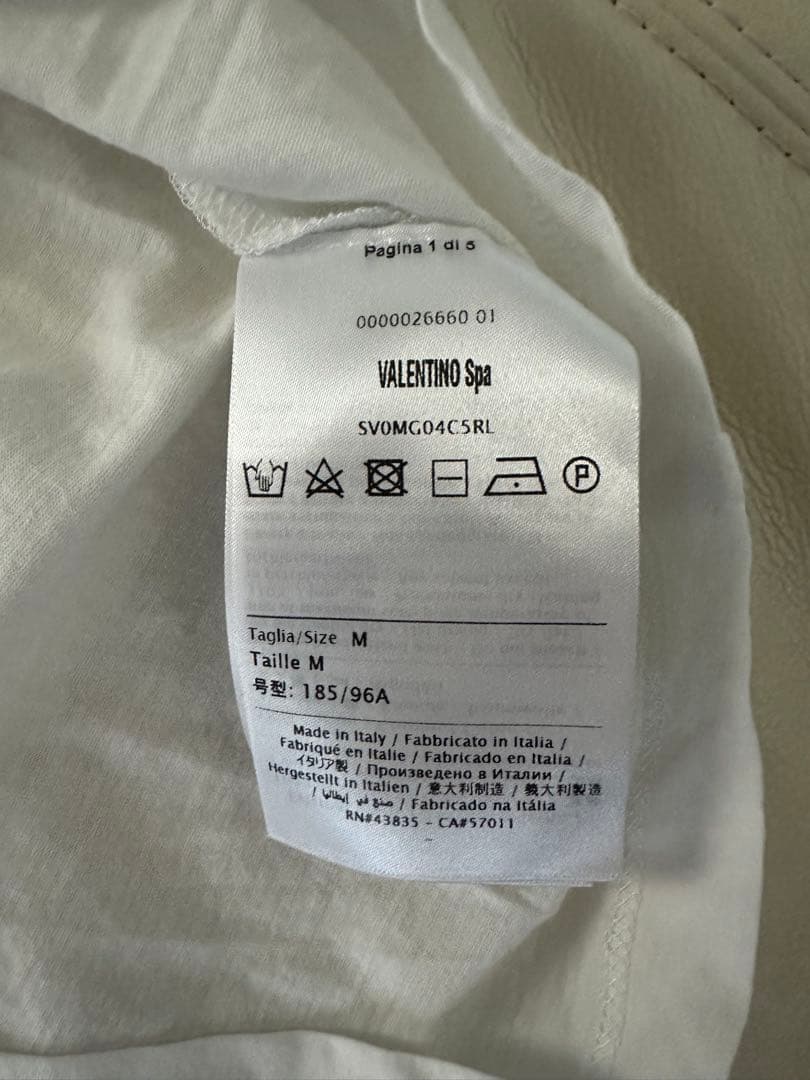 Pagina 1 di 5
0000026660 01
VALENTINO Spa
SV0MG04C5RL
P
Taglia/Size M
Taille M
号型: 185/96A
Made in Italy / Fabbricato in Italia /
Fabriqué en Italie / Fabricado en Italia /
イタリア製 / Произведено в Италии /
Hergestellt in Italien / 意大利制造 / 義大利製造
/ صنع في إيطاليا / Fabricado na Itália
RN#43835 - CA#57011